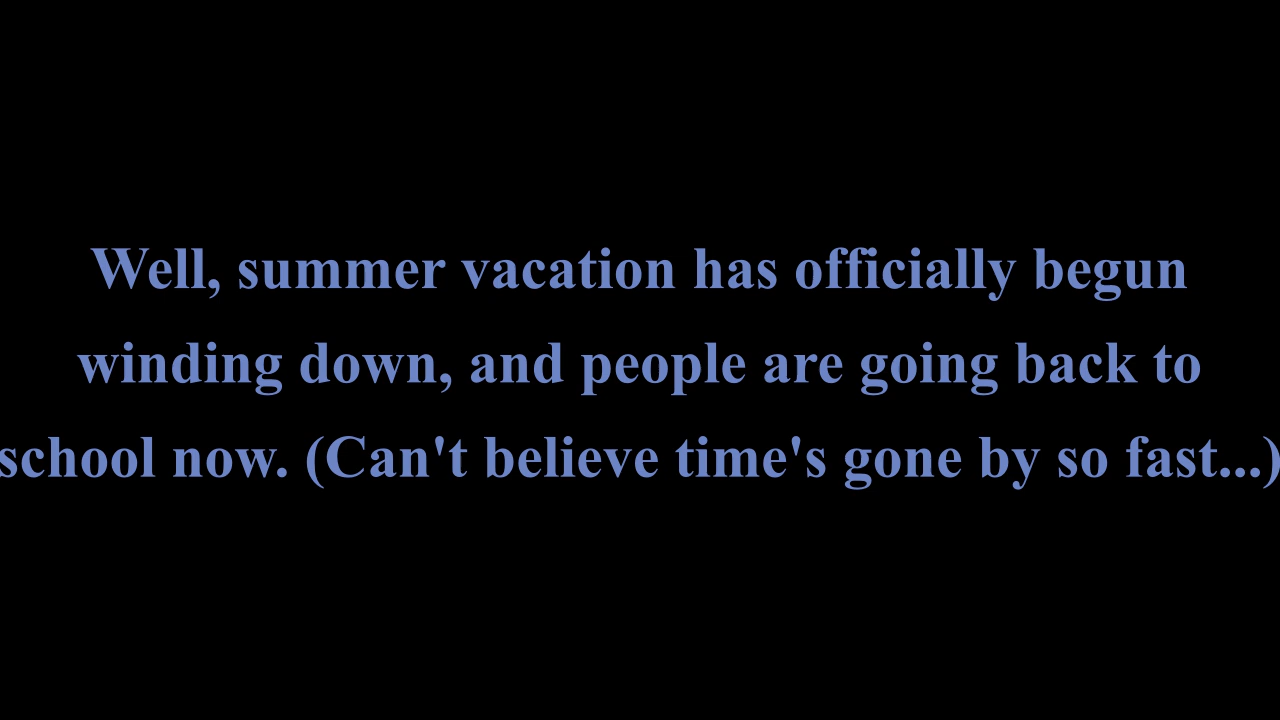 Well, summer vacation has officially begun
winding down, and people are going back to
school now. (Can't believe time's gone by so fast...)